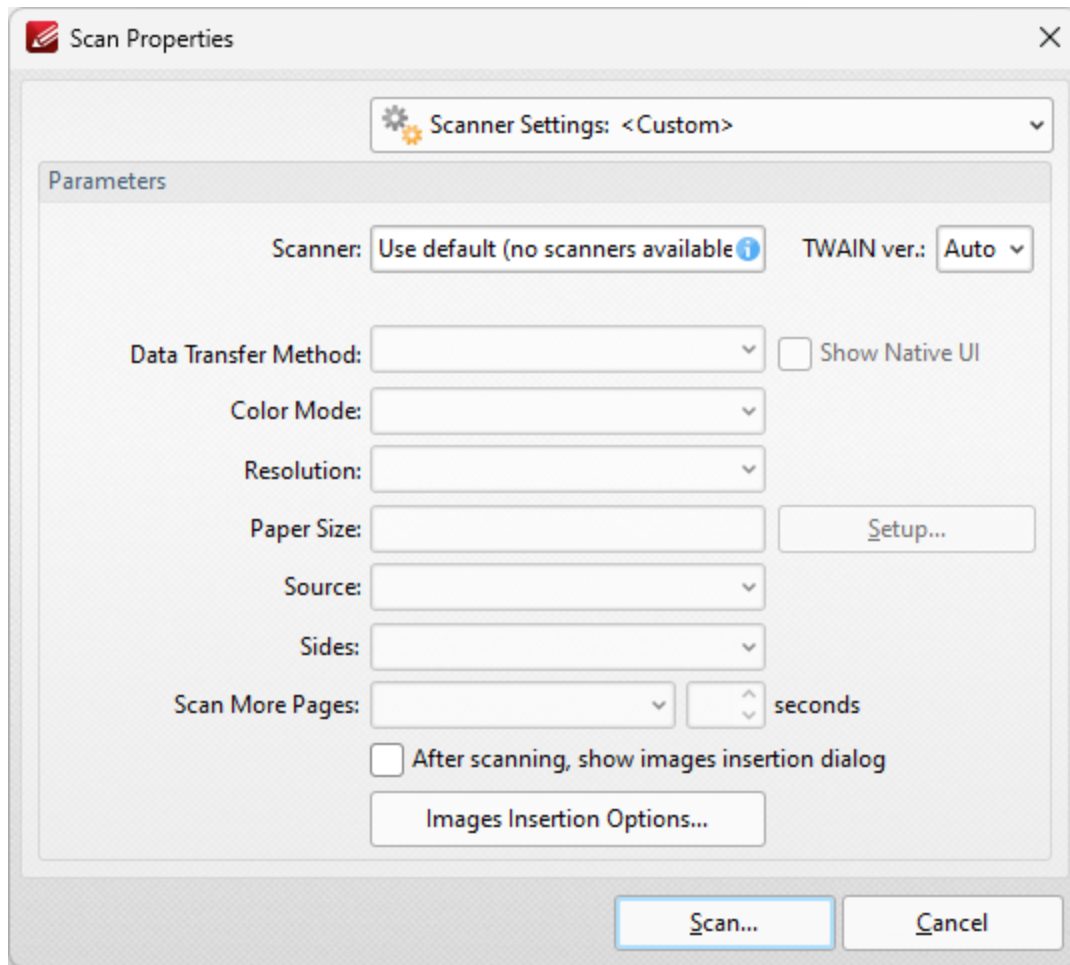 Scan Properties
Scanner Settings: <Custom>
Parameters
Scanner: Use default (no scanners available TWAIN ver.: Auto
Data Transfer Method: Show Native UI
Color Mode:
Resolution:
Paper Size: Setup...
Source:
Sides:
Scan More Pages: seconds
After scanning, show images insertion dialog
Images Insertion Options...
Scan... Cancel